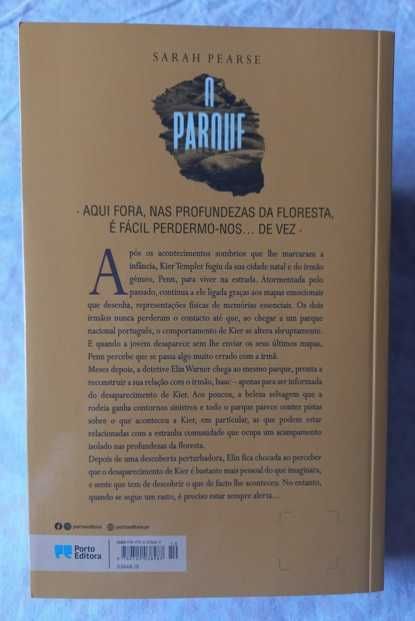 SARAH PEARSE
O
PARQUE
· AQUI FORA, NAS PROFUNDEZAS DA FLORESTA,
É FÁCIL PERDERMO-NOS... DE VEZ ·
Após os acontecimentos sombrios que lhe marcaram a
infância, Kier Templer fugiu da sua cidade natal e do irmão
gémeo, Penn, para viver na estrada. Atormentada pelo
passado, continua a ele ligada graças aos mapas emocionais
que desenha, representações físicas de memórias essenciais. Os dois
irmãos nunca perderam o contacto até que, ao chegar a um parque
nacional português, o comportamento de Kier se altera abruptamente.
E quando a jovem desaparece sem lhe enviar os seus últimos mapas,
Penn percebe que se passa algo muito errado com a irmã.
Meses depois, a detetive Elin Warner chega ao mesmo parque, pronta a
reconstruir a sua relação com o irmão, Isaac – apenas para ser informada
do desaparecimento de Kier. Aos poucos, a beleza selvagem que a
rodeia ganha contornos sinistros e todo o parque parece conter pistas
sobre o que aconteceu a Kier, em particular, as que podem estar
relacionadas com a estranha comunidade que ocupa um acampamento
isolado nas profundezas da floresta.
Depois de uma descoberta perturbadora, Elin fica chocada ao perceber
que o desaparecimento de Kier é bastante mais pessoal do que imaginara,
e sente que tem de descobrir o que de facto lhe aconteceu. No entanto,
quando se segue um rasto, é preciso estar sempre alerta...
portoeditora
Porto
Editora